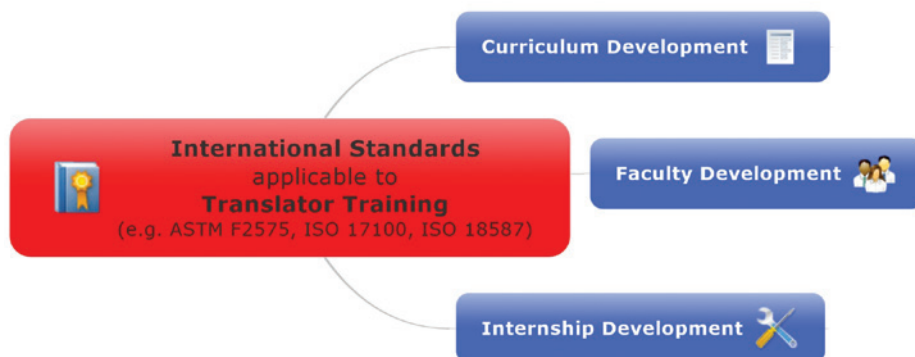 Curriculum Development
International Standards
applicable to
Translator Training
(e.g. ASTM F2575, ISO 17100, ISO 18587)
Faculty Development
Internship Development